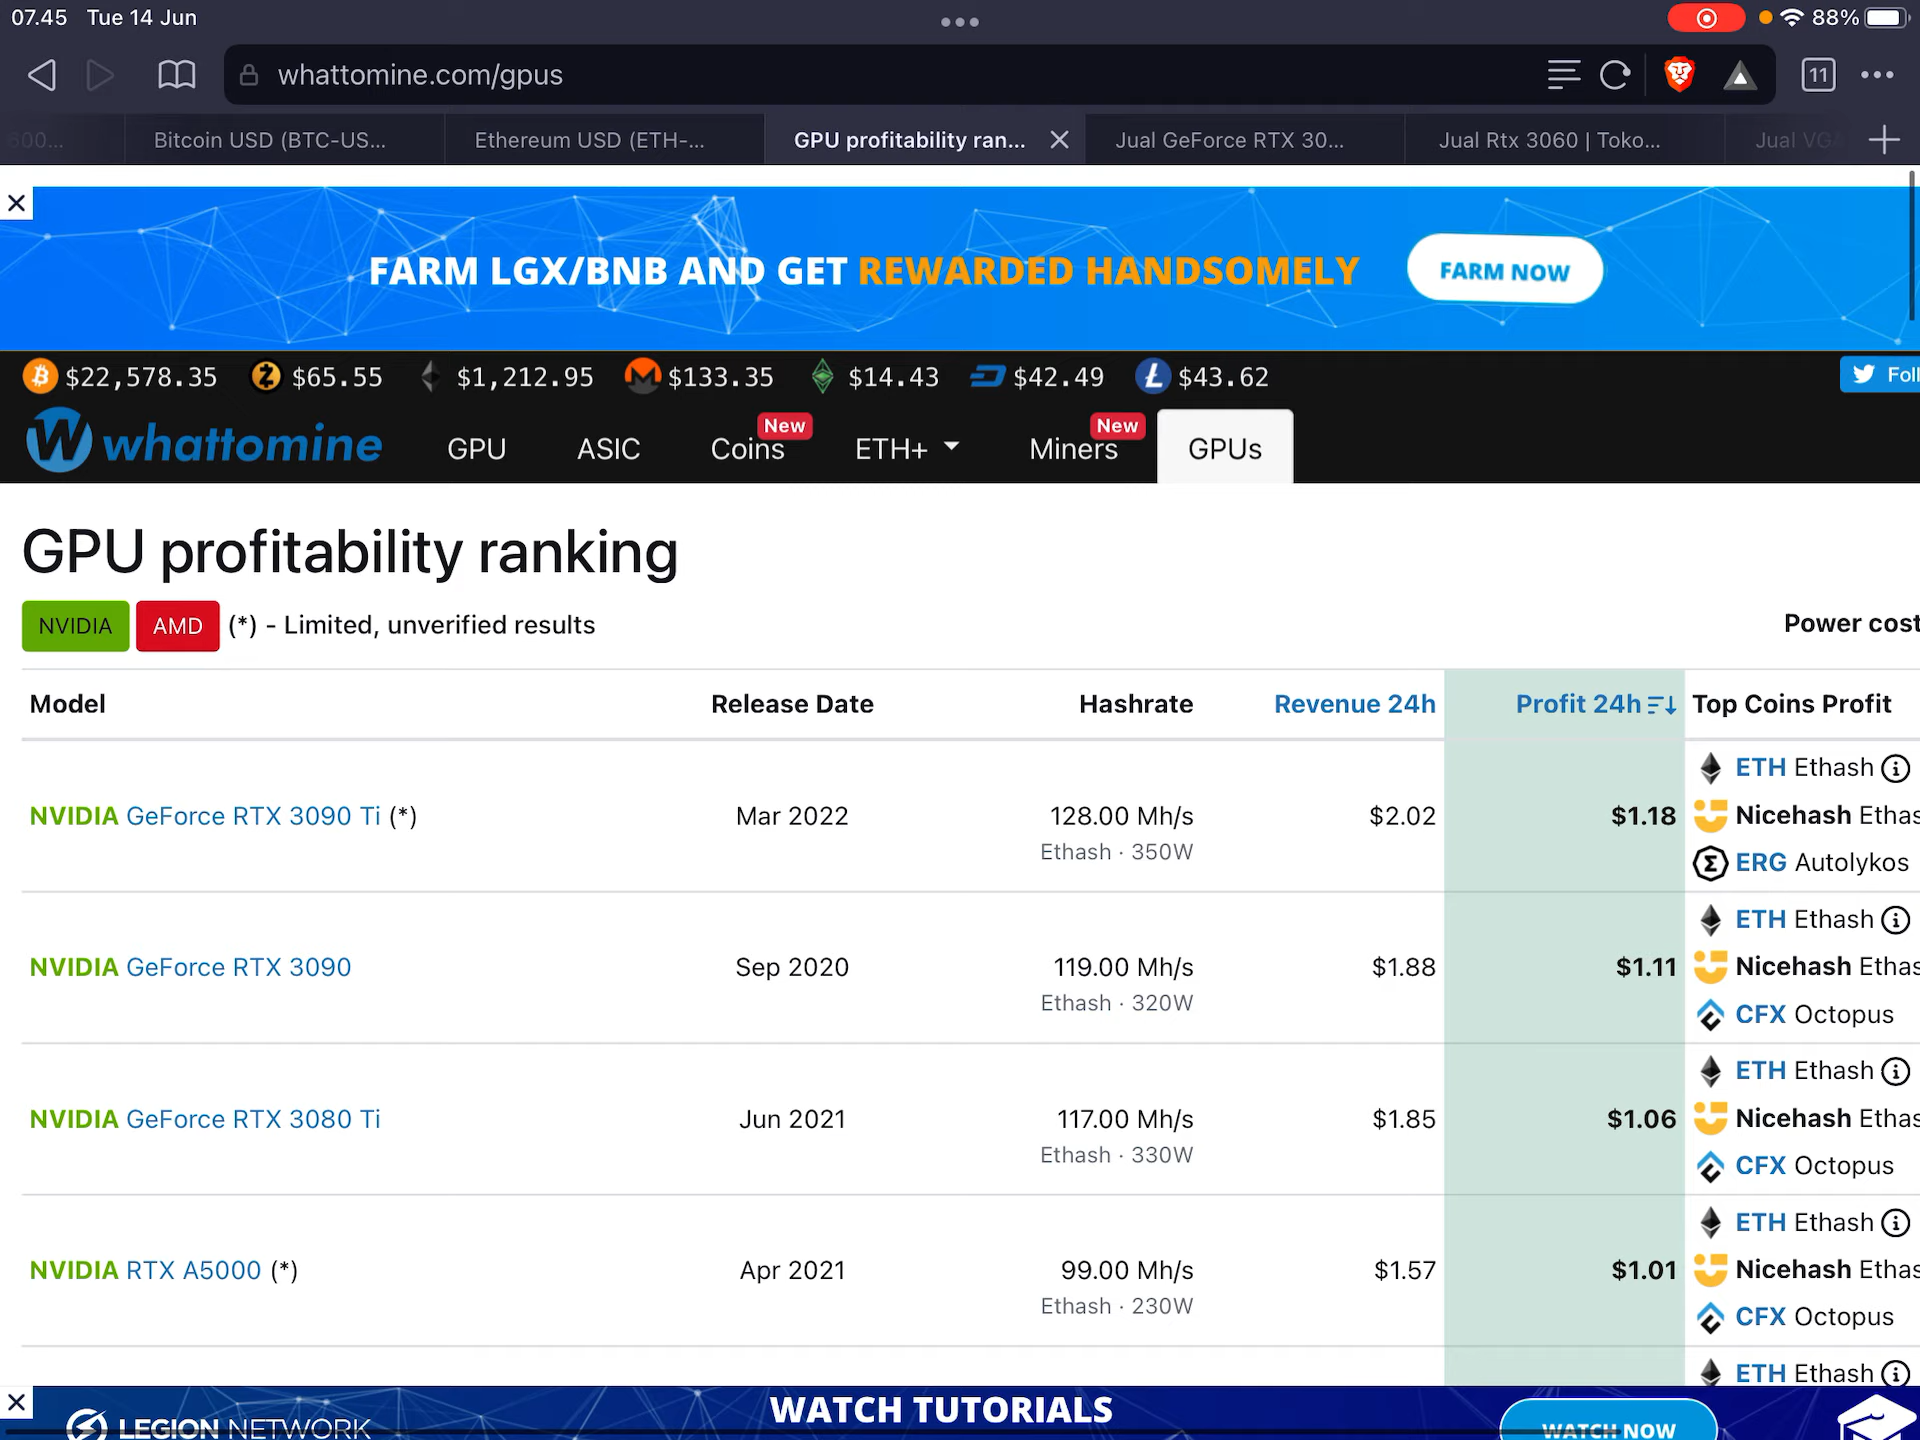 07.45 Tue 14 Jun
88%
whattomine.com/gpus
11
600...
Bitcoin USD (BTC-US...
Ethereum USD (ETH-...
GPU profitability ran...
Jual GeForce RTX 30...
Jual Rtx 3060 | Toko...
Jual VGA
FARM LGX/BNB AND GET REWARDED HANDSOMELY
FARM NOW
$22,578.35 $65.55 $1,212.95 $133.35 $14.43 $42.49 $43.62
Foll
whattomine
GPU
ASIC
Coins New
ETH+
Miners New
GPUs
GPU profitability ranking
NVIDIA AMD (*) - Limited, unverified results
Power cost
Model Release Date Hashrate Revenue 24h Profit 24h Top Coins Profit
NVIDIA GeForce RTX 3090 Ti (*) Mar 2022 128.00 Mh/s $2.02 $1.18
Ethash · 350W
ETH Ethash
Nicehash Ethas
ERG Autolykos
NVIDIA GeForce RTX 3090 Sep 2020 119.00 Mh/s $1.88 $1.11
Ethash · 320W
ETH Ethash
Nicehash Ethas
CFX Octopus
NVIDIA GeForce RTX 3080 Ti Jun 2021 117.00 Mh/s $1.85 $1.06
Ethash · 330W
ETH Ethash
Nicehash Ethas
CFX Octopus
NVIDIA RTX A5000 (*) Apr 2021 99.00 Mh/s $1.57 $1.01
Ethash · 230W
ETH Ethash
Nicehash Ethas
CFX Octopus
ETH Ethash
LEGION NETWORK
WATCH TUTORIALS
WATCH NOW